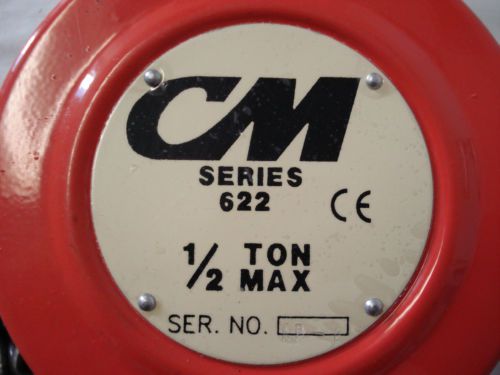 CM
SERIES
622
CE
1/2 TON
MAX
SER. NO.